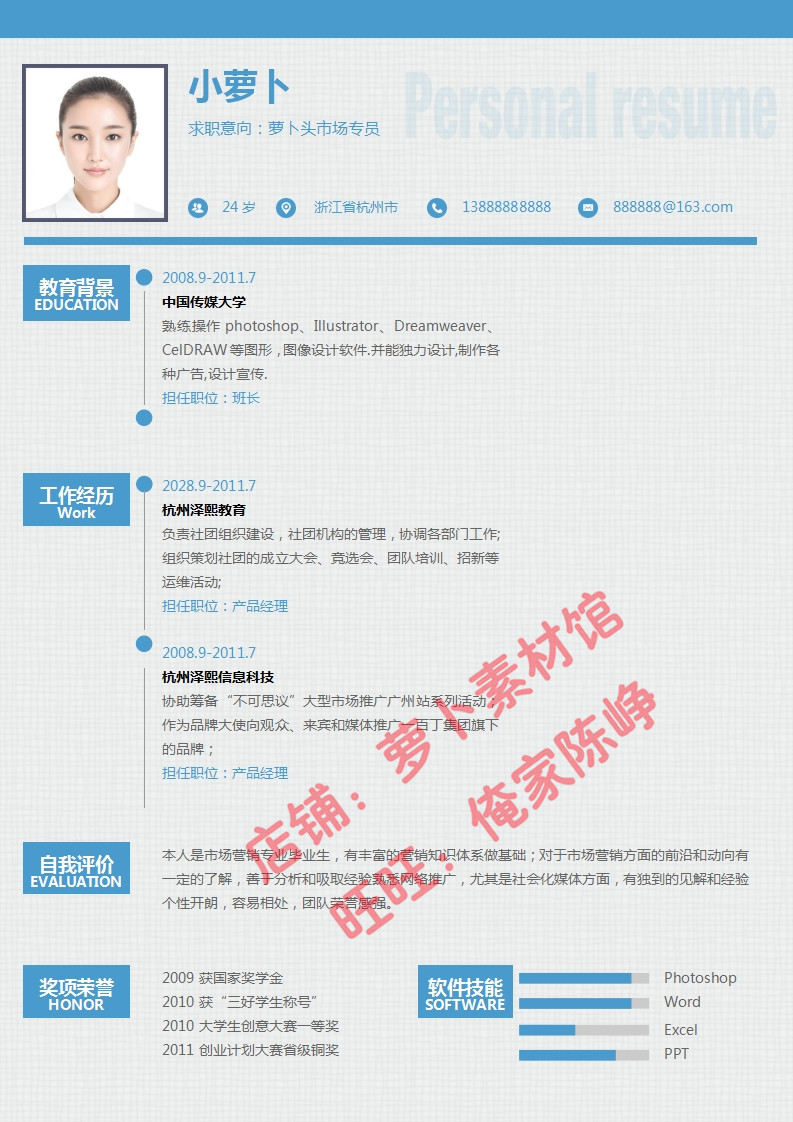 小萝卜
Personal resume
求职意向：萝卜头市场专员
24 岁
浙江省杭州市
13888888888
888888@163.com
教育背景
EDUCATION
2008.9-2011.7
中国传媒大学
熟练操作 photoshop、Illustrator、Dreamweaver、
CelDRAW 等图形，图像设计软件.并能独力设计,制作各
种广告,设计宣传.
担任职位：班长
工作经历
Work
2028.9-2011.7
杭州泽熙教育
负责社团组织建设，社团机构的管理，协调各部门工作;
组织策划社团的成立大会、竞选会、团队培训、招新等
运维活动;
担任职位：产品经理
2008.9-2011.7
杭州泽熙信息科技
协助筹备“不可思议”大型市场推广广州站系列活动；
作为品牌大使向观众、来宾和媒体推广一百丁集团旗下
的品牌；
担任职位：产品经理
店铺：萝卜素材馆
旺旺：俺家陈峥
自我评价
EVALUATION
本人是市场营销专业毕业生，有丰富的营销知识体系做基础；对于市场营销方面的前沿和动向有
一定的了解，善于分析和吸取经验熟悉网络推广，尤其是社会化媒体方面，有独到的见解和经验
个性开朗，容易相处，团队荣誉感强。
奖项荣誉
HONOR
2009 获国家奖学金
2010 获“三好学生称号”
2010 大学生创意大赛一等奖
2011 创业计划大赛省级铜奖
软件技能
SOFTWARE
Photoshop
Word
Excel
PPT